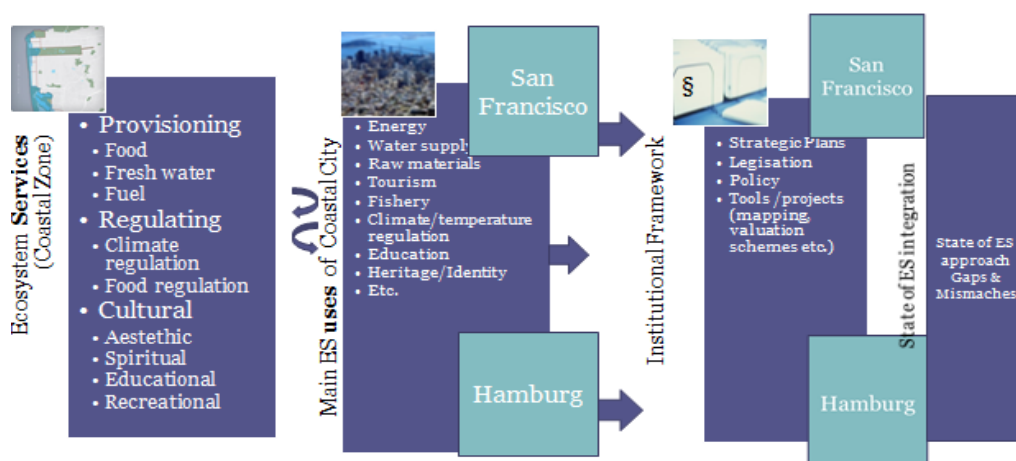 Ecosystem Services
(Coastal Zone)
• Provisioning
• Food
• Fresh water
• Fuel
• Regulating
• Climate
regulation
• Food regulation
• Cultural
• Aestethic
• Spiritual
• Educational
• Recreational
Main ES uses of Coastal City
San
Francisco
• Energy
• Water supply
• Raw materials
• Tourism
• Fishery
• Climate/temperature
regulation
• Education
• Heritage/Identity
• Etc.
Hamburg
Institutional Framework
§
San
Francisco
• Strategic Plans
• Legisation
• Policy
• Tools /projects
(mapping,
valuation
schemes etc.)
Hamburg
State of ES integration
State of ES
approach
Gaps &
Mismaches